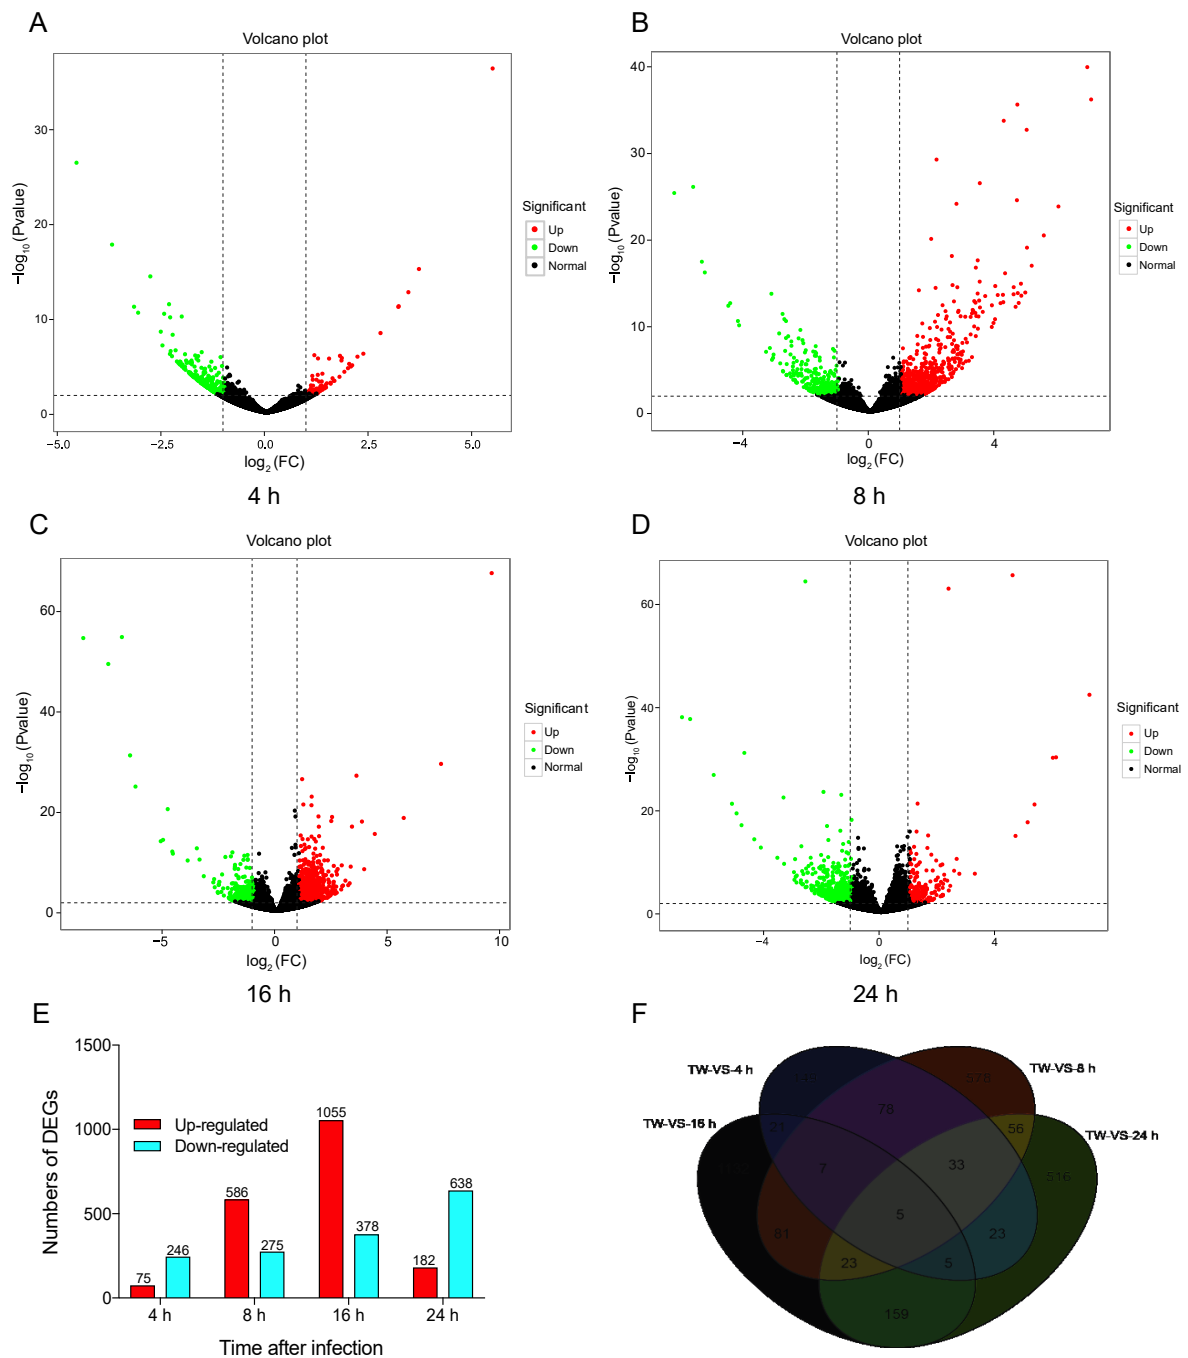 A
Volcano plot
−log10 (Pvalue)
30
20
10
0
−5.0
−2.5
0.0
2.5
5.0
log2 (FC)
4 h
Significant
Up
Down
Normal
B
Volcano plot
−log10 (Pvalue)
40
30
20
10
0
−4
0
4
log2 (FC)
8 h
Significant
Up
Down
Normal
C
Volcano plot
−log10 (Pvalue)
60
40
20
0
−5
0
5
10
log2 (FC)
16 h
Significant
Up
Down
Normal
D
Volcano plot
−log10 (Pvalue)
60
40
20
0
−4
0
4
log2 (FC)
24 h
Significant
Up
Down
Normal
E
Numbers of DEGs
1500
1000
500
0
Up-regulated
Down-regulated
75
246
586
275
1055
378
182
638
4 h
8 h
16 h
24 h
Time after infection
F
TW-VS-4 h
TW-VS-8 h
TW-VS-16 h
TW-VS-24 h
149
578
78
21
56
1132
7
33
516
5
81
23
23
5
159